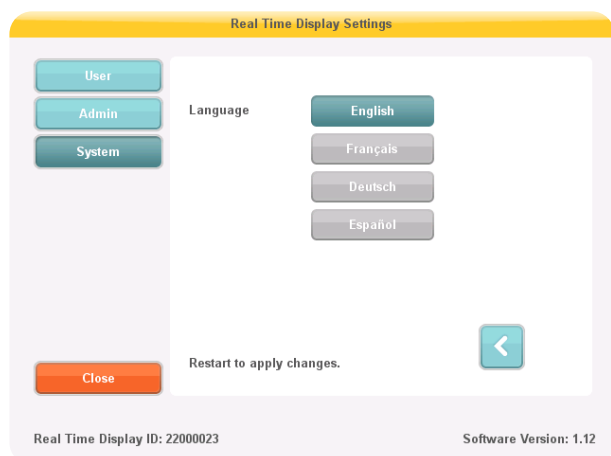 Real Time Display Settings
User
Admin
System
Language
English
Français
Deutsch
Español
Restart to apply changes.
Close
Real Time Display ID: 22000023
Software Version: 1.12